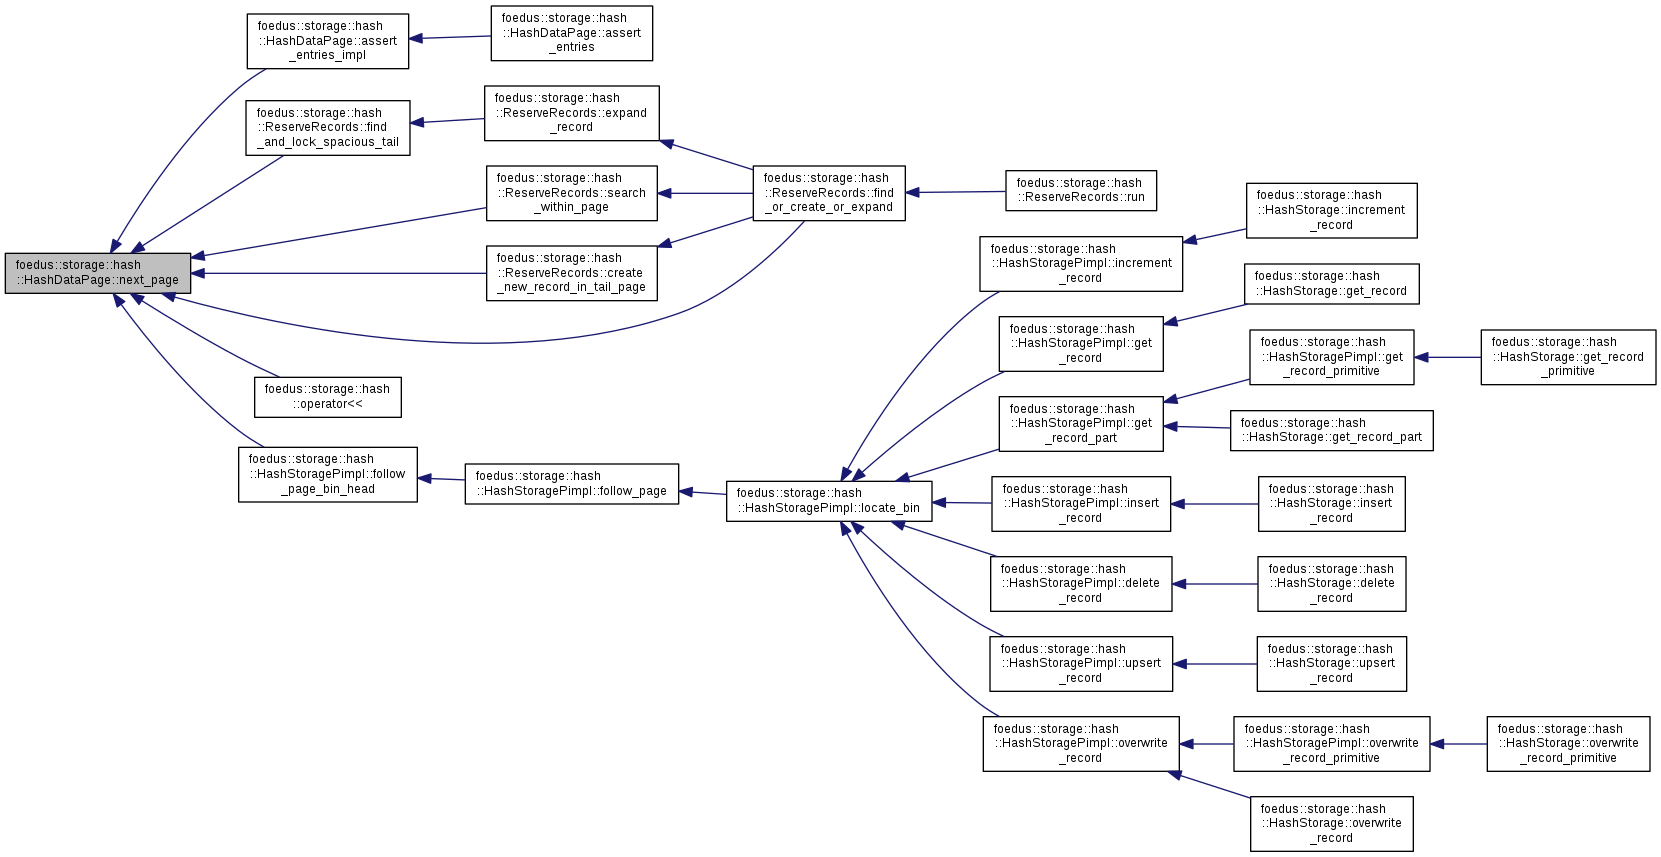 foedus::storage::hash
::HashDataPage::next_page
foedus::storage::hash
::HashDataPage::assert
_entries_impl
foedus::storage::hash
::HashDataPage::assert
_entries
foedus::storage::hash
::ReserveRecords::find
_and_lock_spacious_tail
foedus::storage::hash
::ReserveRecords::expand
_record
foedus::storage::hash
::ReserveRecords::search
_within_page
foedus::storage::hash
::ReserveRecords::create
_new_record_in_tail_page
foedus::storage::hash
::ReserveRecords::find
_or_create_or_expand
foedus::storage::hash
::ReserveRecords::run
foedus::storage::hash
::operator<<
foedus::storage::hash
::HashStoragePimpl::follow
_page_bin_head
foedus::storage::hash
::HashStoragePimpl::follow_page
foedus::storage::hash
::HashStoragePimpl::locate_bin
foedus::storage::hash
::HashStoragePimpl::increment
_record
foedus::storage::hash
::HashStorage::increment
_record
foedus::storage::hash
::HashStoragePimpl::get
_record
foedus::storage::hash
::HashStorage::get_record
foedus::storage::hash
::HashStoragePimpl::get
_record_part
foedus::storage::hash
::HashStoragePimpl::get
_record_primitive
foedus::storage::hash
::HashStorage::get_record
_primitive
foedus::storage::hash
::HashStorage::get_record_part
foedus::storage::hash
::HashStoragePimpl::insert
_record
foedus::storage::hash
::HashStorage::insert
_record
foedus::storage::hash
::HashStoragePimpl::delete
_record
foedus::storage::hash
::HashStorage::delete
_record
foedus::storage::hash
::HashStoragePimpl::upsert
_record
foedus::storage::hash
::HashStorage::upsert
_record
foedus::storage::hash
::HashStoragePimpl::overwrite
_record
foedus::storage::hash
::HashStoragePimpl::overwrite
_record_primitive
foedus::storage::hash
::HashStorage::overwrite
_record_primitive
foedus::storage::hash
::HashStorage::overwrite
_record